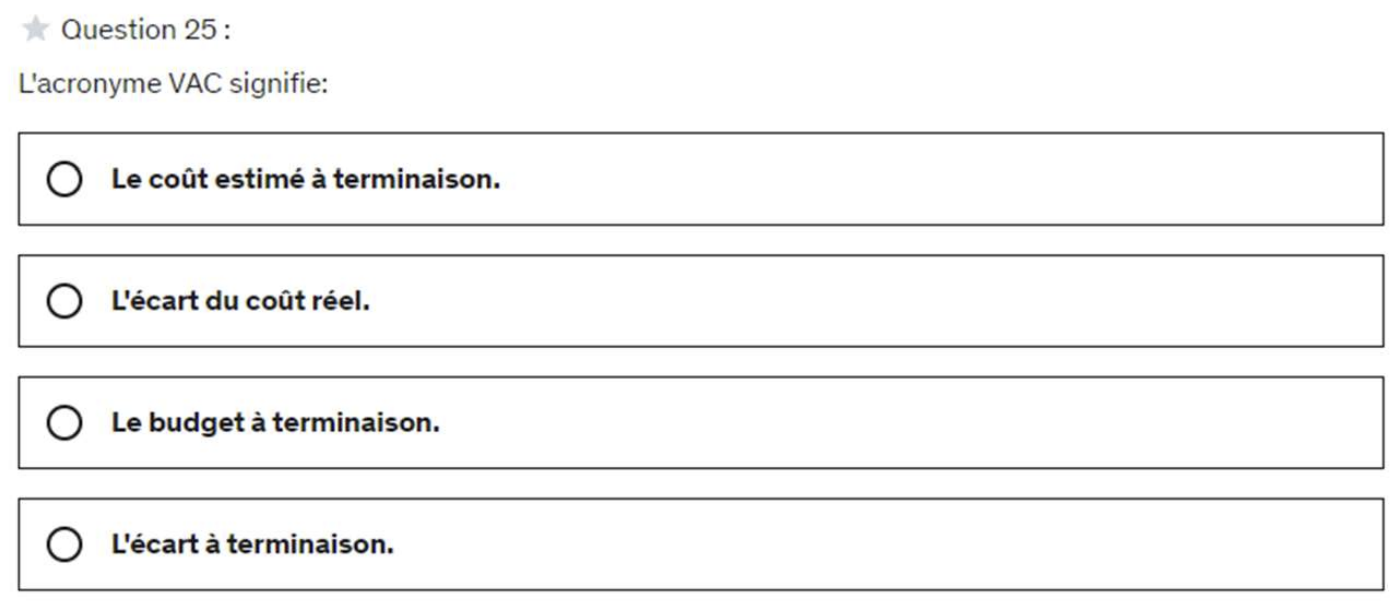 Question 25 :
L'acronyme VAC signifie:
Le coût estimé à terminaison.
L'écart du coût réel.
Le budget à terminaison.
L'écart à terminaison.